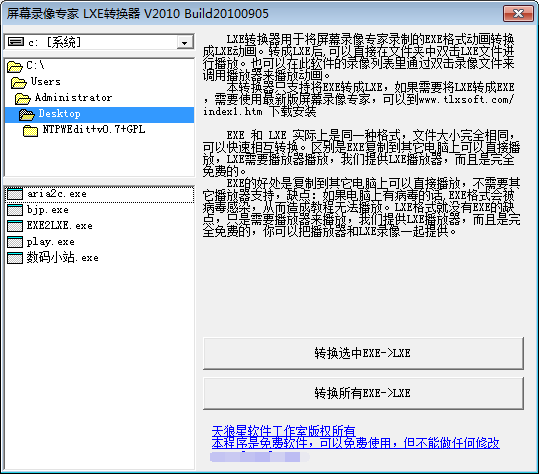 屏幕录像专家 LXE转换器 V2010 Build20100905
c: [系统]
C:\
Users
Administrator
Desktop
NTPWEdit+v0.7+GPL
aria2c.exe
bjp.exe
EXE2LXE.exe
play.exe
数码小站.exe
LXE转换器用于将屏幕录像专家录制的EXE格式动画转换
成LXE动画。转成LXE后,可以直接在文件夹中双击LXE文件进
行播放。也可以在此软件的录像列表里通过双击录像文件来
调用播放器来播放动画。
本转换器只支持将EXE转成LXE，如果需要将LXE转成EXE
，需要使用最新版屏幕录像专家，可以到www.tlxsoft.com/
index1.htm 下载安装
EXE 和 LXE 实际上是同一种格式，文件大小完全相同，
可以快速相互转换。区别是EXE复制到其它电脑上可以直接播
放，LXE需要播放器播放，我们提供LXE播放器，而且是完全
免费的。
EXE的好处是复制到其它电脑上可以直接播放，不需要其
它播放器支持，缺点：如果电脑上有病毒的话,EXE格式会被
病毒感染，从而造成教程无法播放。LXE格式就没有EXE的缺
点，只是需要播放器来播放，我们提供LXE播放器，而且是完
全免费的，你可以把播放器和LXE录像一起提供。
转换选中EXE->LXE
转换所有EXE->LXE
天狼星软件工作室版权所有
本程序是免费软件，可以免费使用，但不能做任何修改